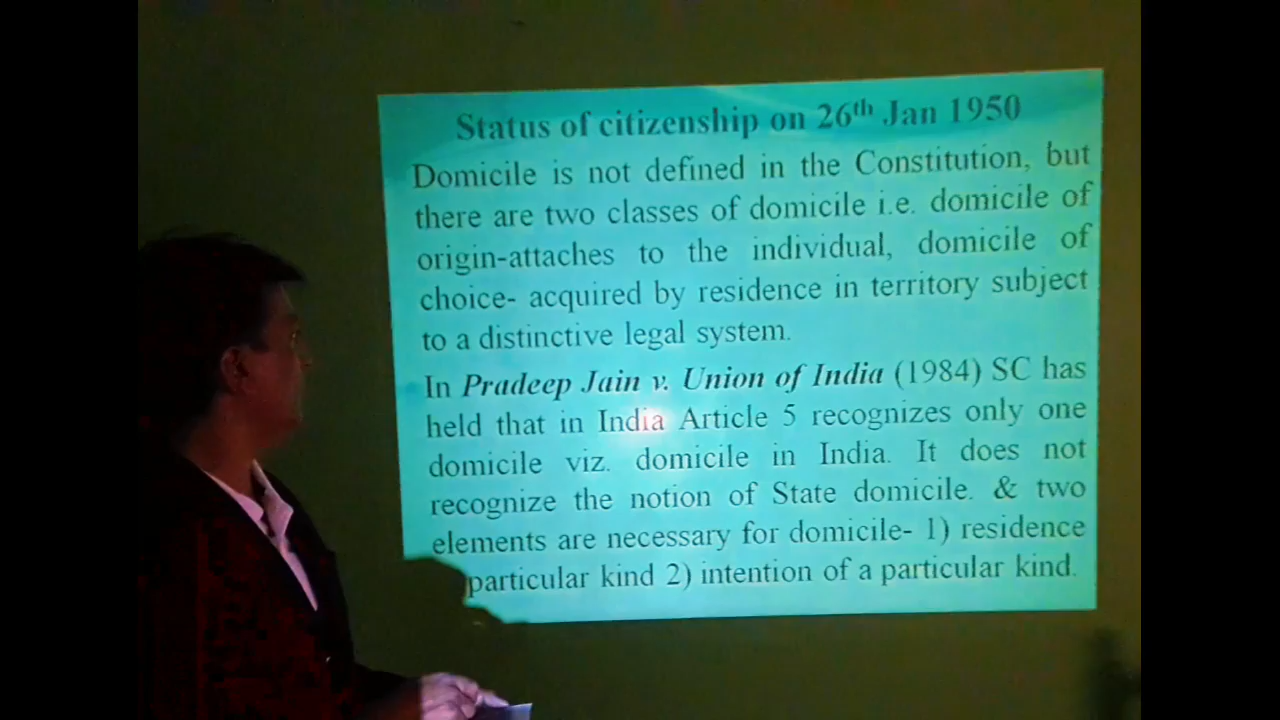 Status of citizenship on 26th Jan 1950
Domicile is not defined in the Constitution, but
there are two classes of domicile i.e. domicile of
origin-attaches to the individual, domicile of
choice- acquired by residence in territory subject
to a distinctive legal system.
In Pradeep Jain v. Union of India (1984) SC has
held that in India Article 5 recognizes only one
domicile viz. domicile in India. It does not
recognize the notion of State domicile. & two
elements are necessary for domicile- 1) residence
particular kind 2) intention of a particular kind.